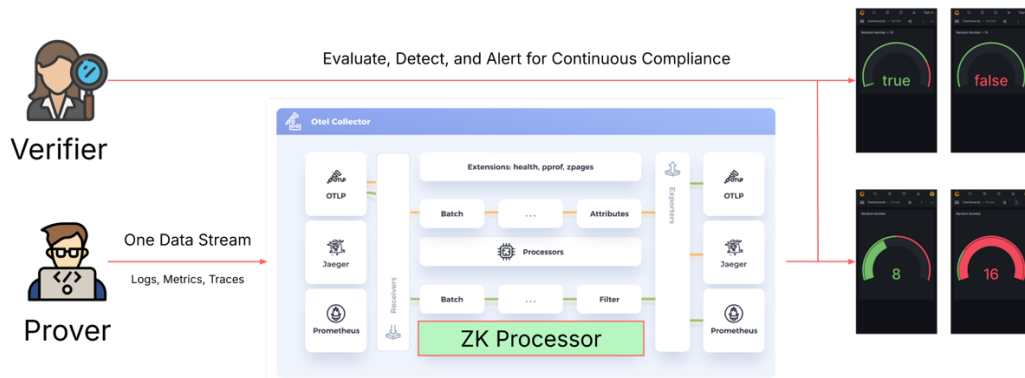 Evaluate, Detect, and Alert for Continuous Compliance
Verifier
Otel Collector
OTLP
OTLP
Jaeger
Prometheus
Receivers
Extensions: health, pprof, zpages
Batch
...
Attributes
Processors
Batch
...
Filter
ZK Processor
Exporters
OTLP
OTLP
Jaeger
Prometheus
One Data Stream
Logs, Metrics, Traces
Prover
true
false
8
16